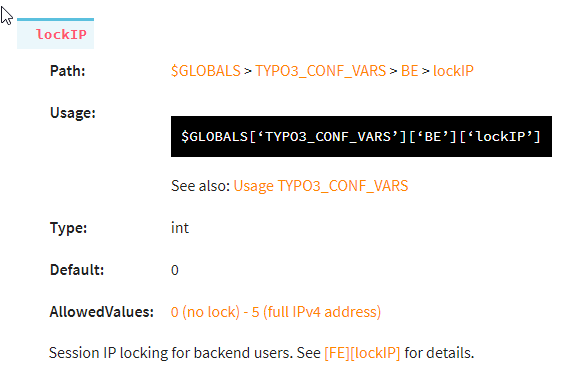 lockIP
Path: $GLOBALS > TYPO3_CONF_VARS > BE > lockIP
Usage:
$GLOBALS[‘TYPO3_CONF_VARS’][‘BE’][‘lockIP’]
See also: Usage TYPO3_CONF_VARS
Type: int
Default: 0
AllowedValues: 0 (no lock) - 5 (full IPv4 address)
Session IP locking for backend users. See [FE][lockIP] for details.